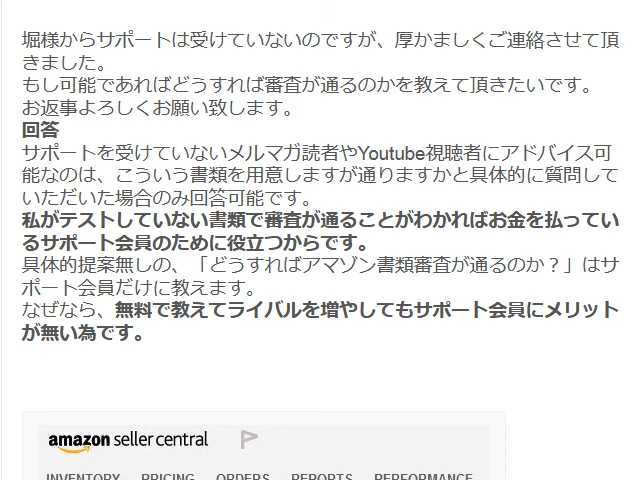 堀様からサポートは受けていないのですが、厚かましくご連絡させて頂
きました。
もし可能であればどうすれば審査が通るのかを教えて頂きたいです。
お返事よろしくお願い致します。
回答
サポートを受けていないメルマガ読者やYoutube視聴者にアドバイス可
能なのは、こういう書類を用意しますが通りますかと具体的に質問して
いただいた場合のみ回答可能です。
私がテストしていない書類で審査が通ることがわかればお金を払ってい
るサポート会員のために役立つからです。
具体的提案無しの、「どうすればアマゾン書類審査が通るのか？」はサ
ポート会員だけに教えます。
なぜなら、無料で教えてライバルを増やしてもサポート会員にメリット
が無い為です。
amazon seller central
INVENTORY PRICING ORDERS REPORTS PERFORMANCE